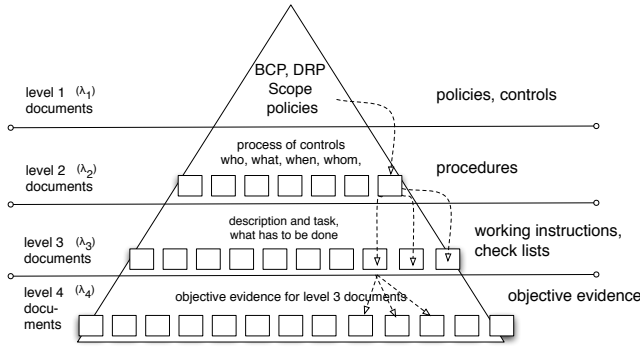 BCP, DRP
Scope
policies
level 1 (λ1)
documents
policies, controls
process of controls
who, what, when, whom,
level 2 (λ2)
documents
procedures
description and task,
what has to be done
level 3 (λ3)
documents
working instructions,
check lists
level 4 (λ4)
docu-
ments
objective evidence for level 3 documents
objective evidence